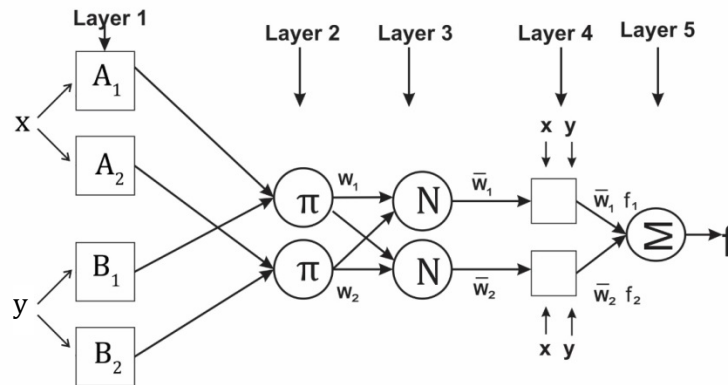 Layer 1
Layer 2
Layer 3
Layer 4
Layer 5
A₁
x
A₂
B₁
y
B₂
π
π
w₁
w₂
N
N
w̅₁
w̅₂
x y
x y
w̅₁ f₁
w̅₂ f₂
Σ
f